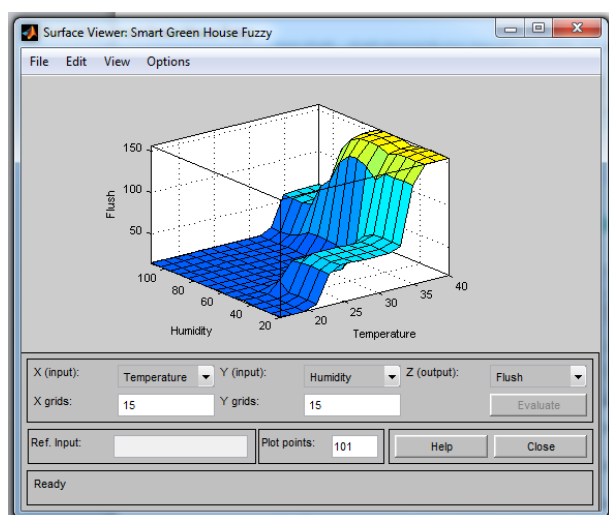 Surface Viewer: Smart Green House Fuzzy
File Edit View Options
150
100
50
Flush
100
80
60
40
20
Humidity
20
25
30
35
40
Temperature
X (input): Temperature Y (input): Humidity Z (output): Flush
X grids: 15 Y grids: 15 Evaluate
Ref. Input: Plot points: 101 Help Close
Ready